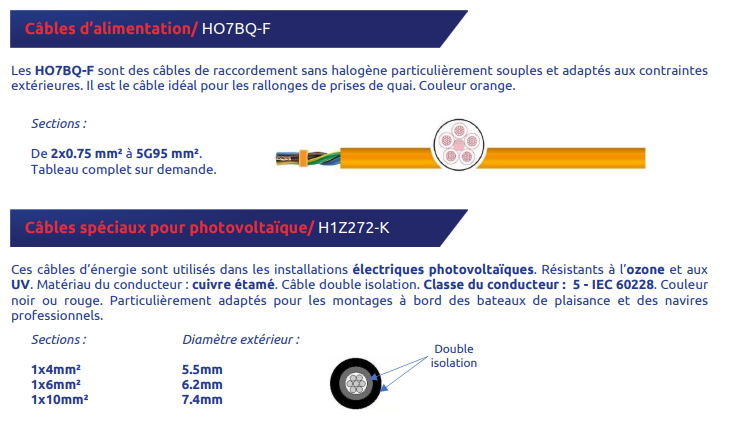 Câbles d'alimentation/ HO7BQ-F
Les HO7BQ-F sont des câbles de raccordement sans halogène particulièrement souples et adaptés aux contraintes
extérieures. Il est le câble idéal pour les rallonges de prises de quai. Couleur orange.
Sections :
De 2x0.75 mm² à 5G95 mm².
Tableau complet sur demande.
Câbles spéciaux pour photovoltaïque/ H1Z272-K
Ces câbles d'énergie sont utilisés dans les installations électriques photovoltaïques. Résistants à l'ozone et aux
UV. Matériau du conducteur : cuivre étamé. Câble double isolation. Classe du conducteur : 5 - IEC 60228. Couleur
noir ou rouge. Particulièrement adaptés pour les montages à bord des bateaux de plaisance et des navires
professionnels.
Sections : Diamètre extérieur :
1x4mm² 5.5mm
1x6mm² 6.2mm
1x10mm² 7.4mm
Double
isolation